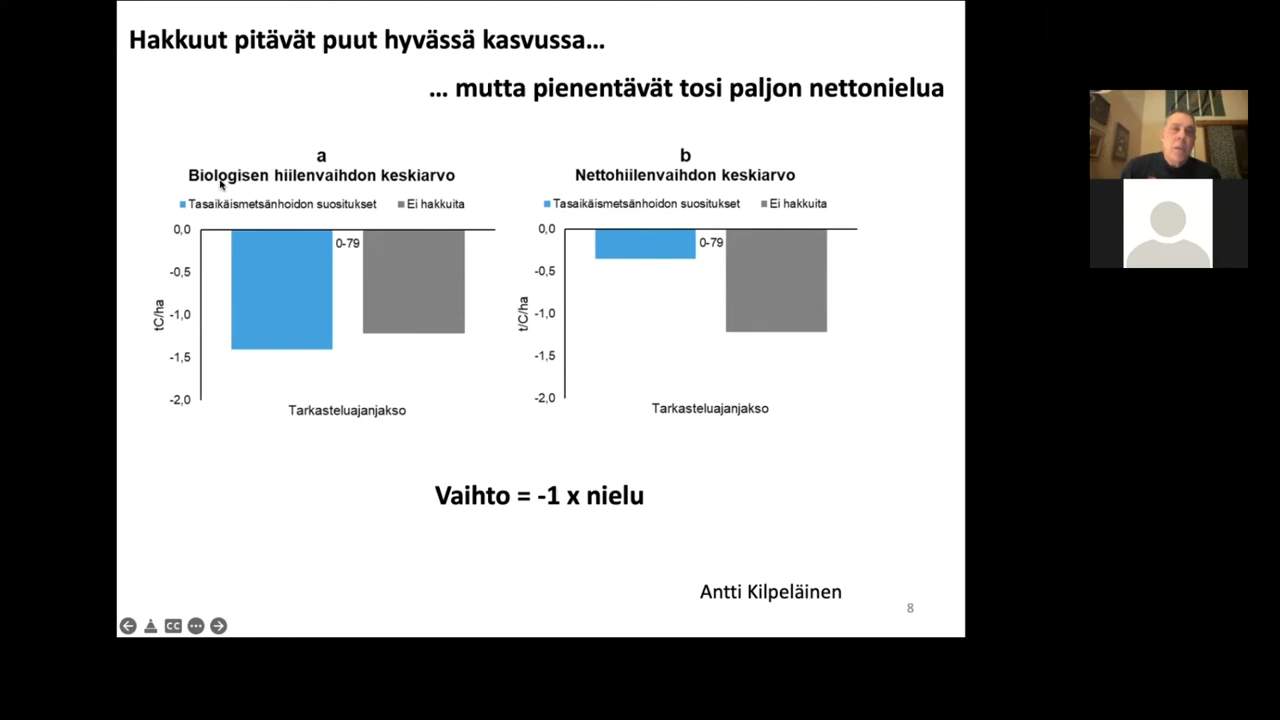 Hakkuut pitävät puut hyvässä kasvussa…
… mutta pienentävät tosi paljon nettonielua
a
Biologisen hiilenvaihdon keskiarvo
Tasaikäismetsänhoidon suositukset
Ei hakkuita
0,0
0-79
-0,5
-1,0
-1,5
-2,0
tC/ha
Tarkasteluajanjakso
b
Nettohiilenvaihdon keskiarvo
Tasaikäismetsänhoidon suositukset
Ei hakkuita
0,0
0-79
-0,5
-1,0
-1,5
-2,0
t/C/ha
Tarkasteluajanjakso
Vaihto = -1 x nielu
Antti Kilpeläinen
8
CC